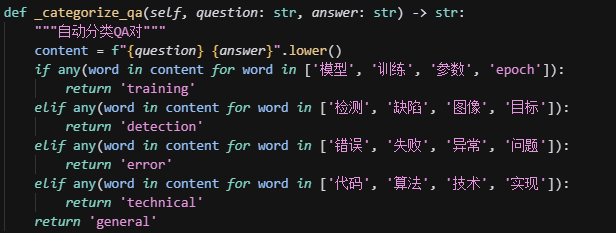 def _categorize_qa(self, question: str, answer: str) -> str:
"""自动分类QA对"""
content = f"{question} {answer}".lower()
if any(word in content for word in ['模型', '训练', '参数', 'epoch']):
return 'training'
elif any(word in content for word in ['检测', '缺陷', '图像', '目标']):
return 'detection'
elif any(word in content for word in ['错误', '失败', '异常', '问题']):
return 'error'
elif any(word in content for word in ['代码', '算法', '技术', '实现']):
return 'technical'
return 'general'